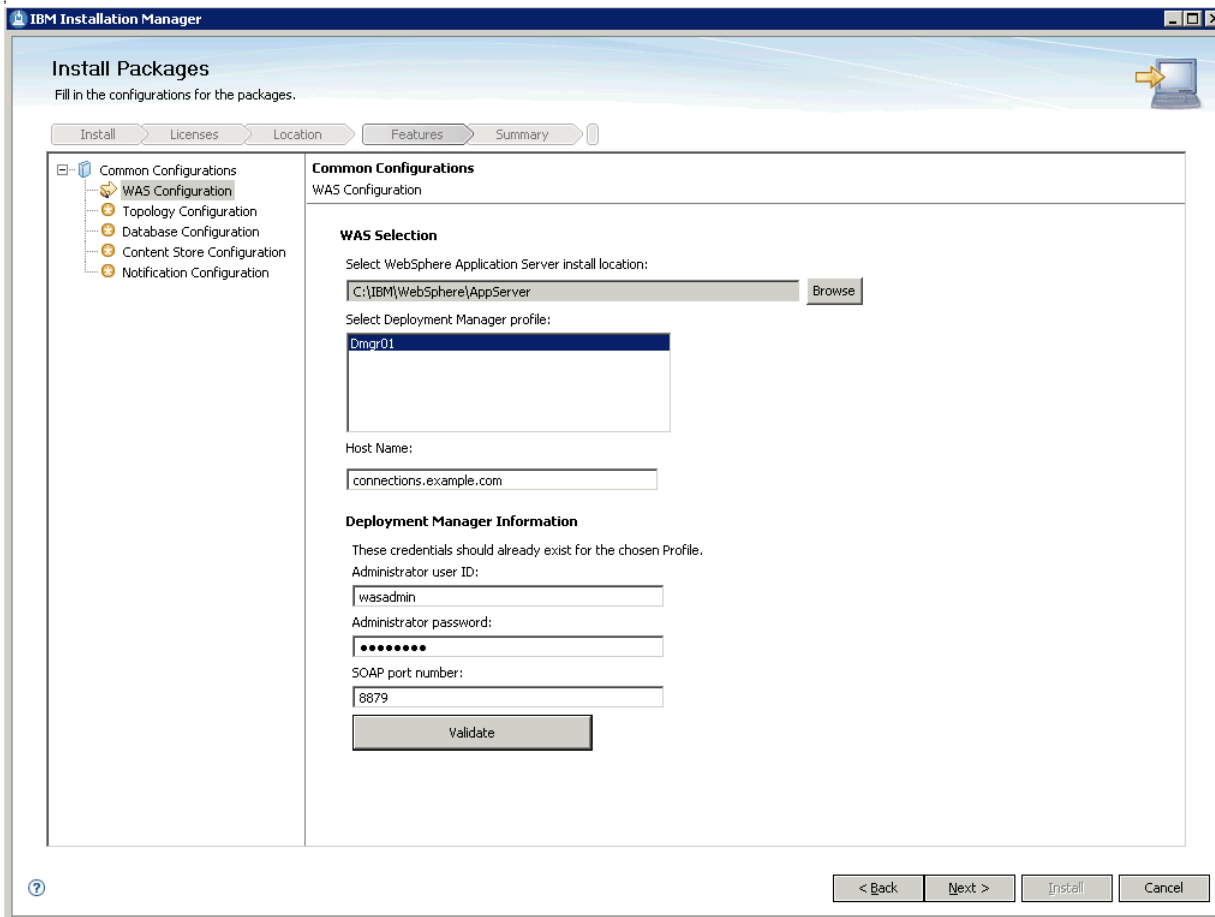 IBM Installation Manager
Install Packages
Fill in the configurations for the packages.
Install
Licenses
Location
Features
Summary
Common Configurations
WAS Configuration
Topology Configuration
Database Configuration
Content Store Configuration
Notification Configuration
Common Configurations
WAS Configuration
WAS Selection
Select WebSphere Application Server install location:
C:\IBM\WebSphere\AppServer
Browse
Select Deployment Manager profile:
Dmgr01
Host Name:
connections.example.com
Deployment Manager Information
These credentials should already exist for the chosen Profile.
Administrator user ID:
wasadmin
Administrator password:
●●●●●●●●
SOAP port number:
8879
Validate
?
< Back
Next >
Install
Cancel